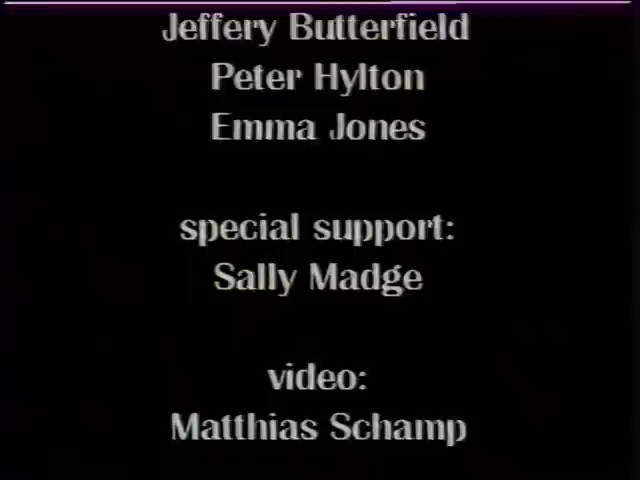 Jeffery Butterfield
Peter Hylton
Emma Jones
special support:
Sally Madge
video:
Matthias Schamp